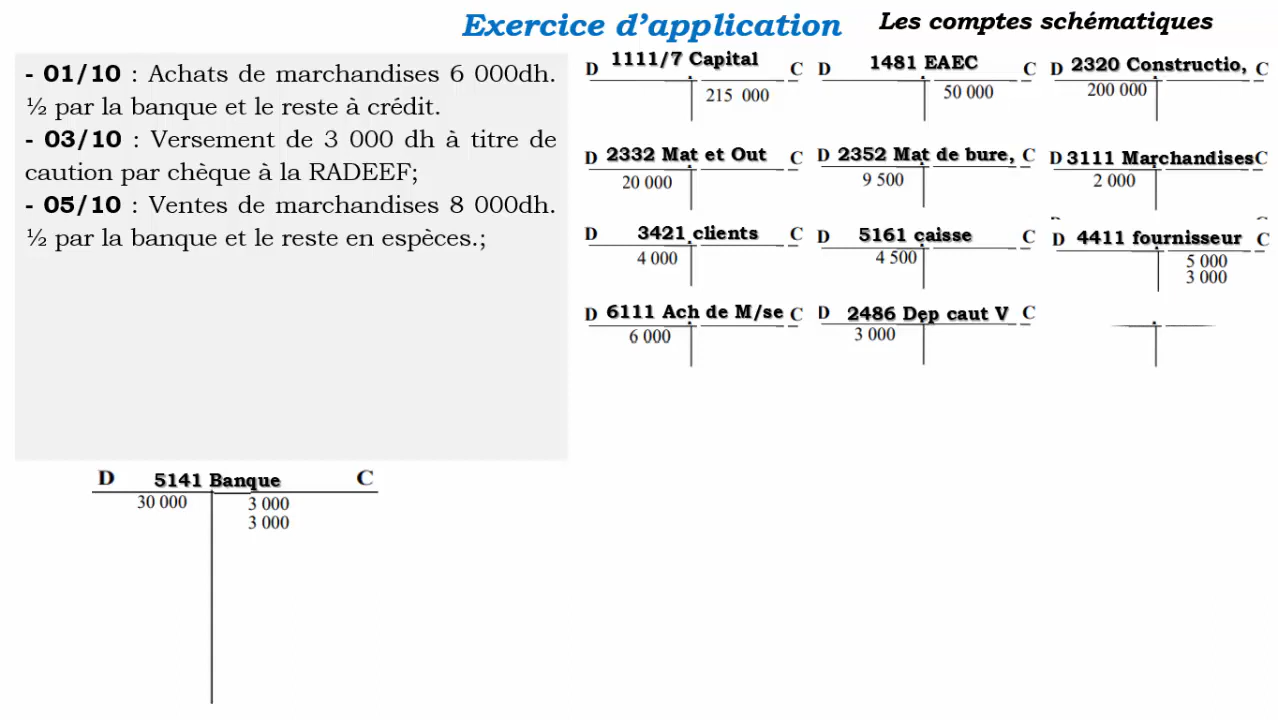 Exercice d'application
Les comptes schématiques
- 01/10 : Achats de marchandises 6 000dh.
½ par la banque et le reste à crédit.
- 03/10 : Versement de 3 000 dh à titre de
caution par chèque à la RADEEF;
- 05/10 : Ventes de marchandises 8 000dh.
½ par la banque et le reste en espèces.;
D 1111/7 Capital C
215 000
D 1481 EAEC C
50 000
D 2320 Constructio, C
200 000
D 2332 Mat et Out C
20 000
D 2352 Mat de bure, C
9 500
D 3111 Marchandises C
2 000
D 3421 clients C
4 000
D 5161 caisse C
4 500
D 4411 fournisseur C
5 000
3 000
D 6111 Ach de M/se C
6 000
D 2486 Dep caut V C
3 000
D 5141 Banque C
30 000 3 000
3 000